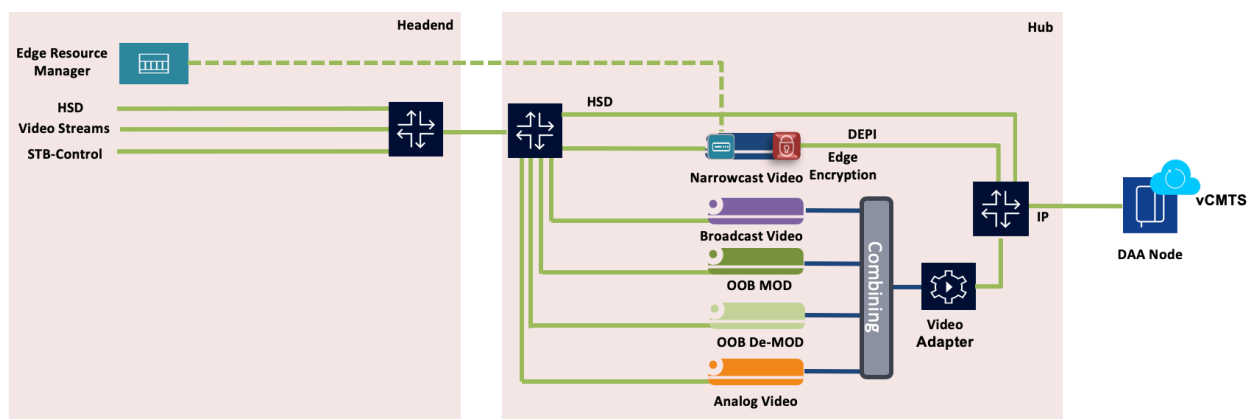 Headend
Hub
Edge Resource
Manager
HSD
HSD
Video Streams
STB-Control
DEPI
Edge
Encryption
Narrowcast Video
Broadcast Video
OOB MOD
OOB De-MOD
Analog Video
Combining
Video
Adapter
IP
vCMTS
DAA Node